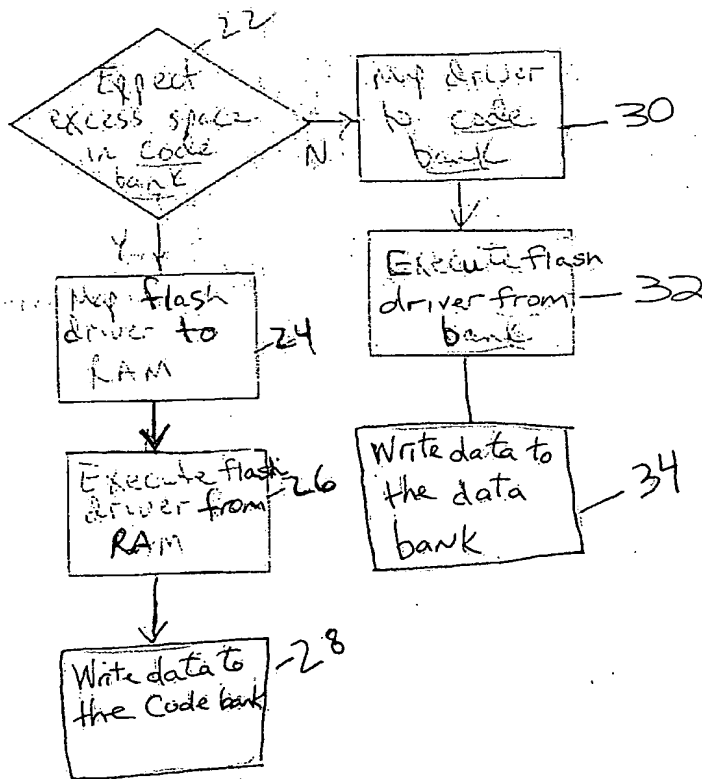 22
Expect
excess space
in code
bank
N
Y
Map driver
to code
bank
30
Execute flash
driver from
bank
32
Write data to
the data
bank
34
Map flash
driver to
RAM
24
Execute flash
driver from
RAM
26
Write data to
the Code bank
28